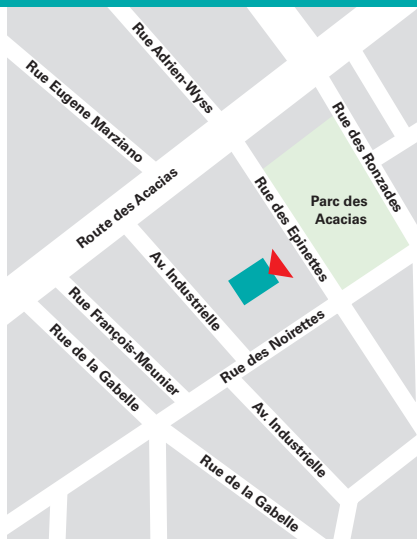 Rue Adrien-Wyss
Rue Eugene Marziano
Rue des Ronzades
Route des Acacias
Rue des Epinettes
Parc des
Acacias
Av. Industrielle
Rue François-Meunier
Rue des Noirettes
Rue de la Gabelle
Av. Industrielle
Rue de la Gabelle